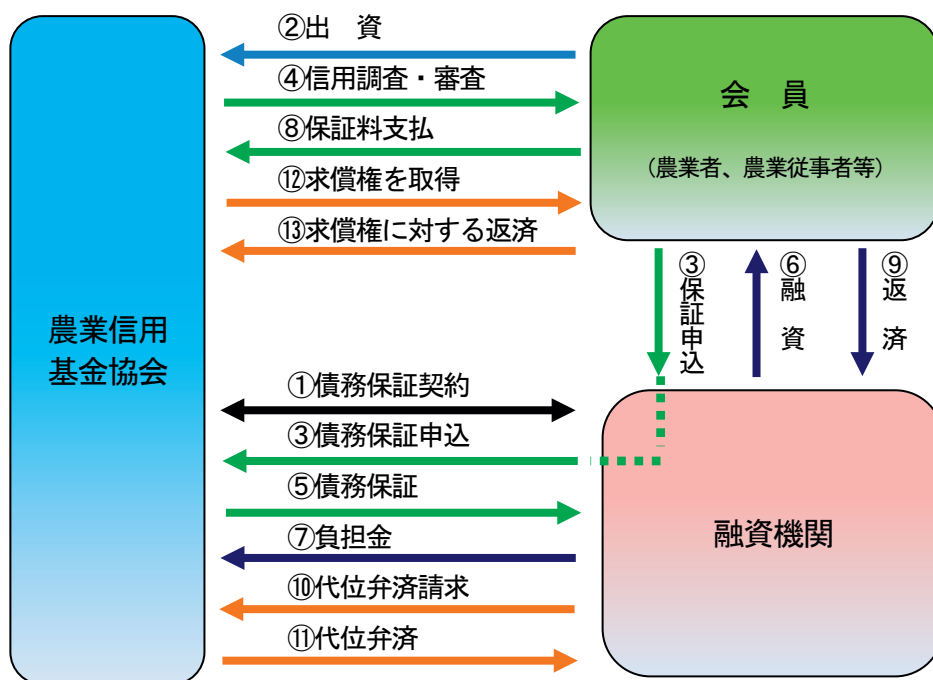 農業信用
基金協会
②出 資
④信用調査・審査
⑧保証料支払
⑫求償権を取得
⑬求償権に対する返済
会 員
(農業者、農業従事者等)
③保証申込
⑥融 資
⑨返 済
①債務保証契約
③債務保証申込
⑤債務保証
⑦負担金
⑩代位弁済請求
⑪代位弁済
融資機関